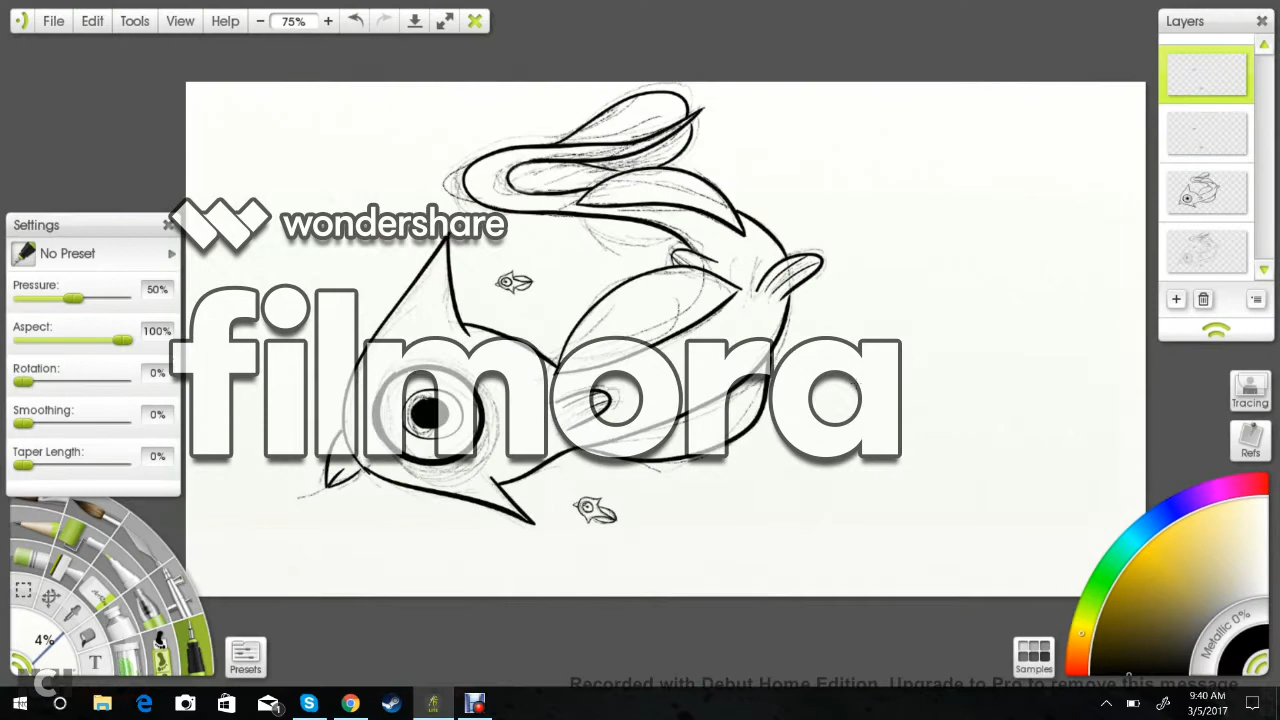 File Edit Tools View Help − 75% +
Layers
Settings
No Preset
Pressure: 50%
Aspect: 100%
Rotation: 0%
Smoothing: 0%
Taper Length: 0%
wondershare
filmora
Tracing
Refs
Metallic 0%
4%
T
Presets
Samples
Recorded with Debut Home Edition. Upgrade to Pro to remove this message
LITE
1
9:40 AM
3/5/2017